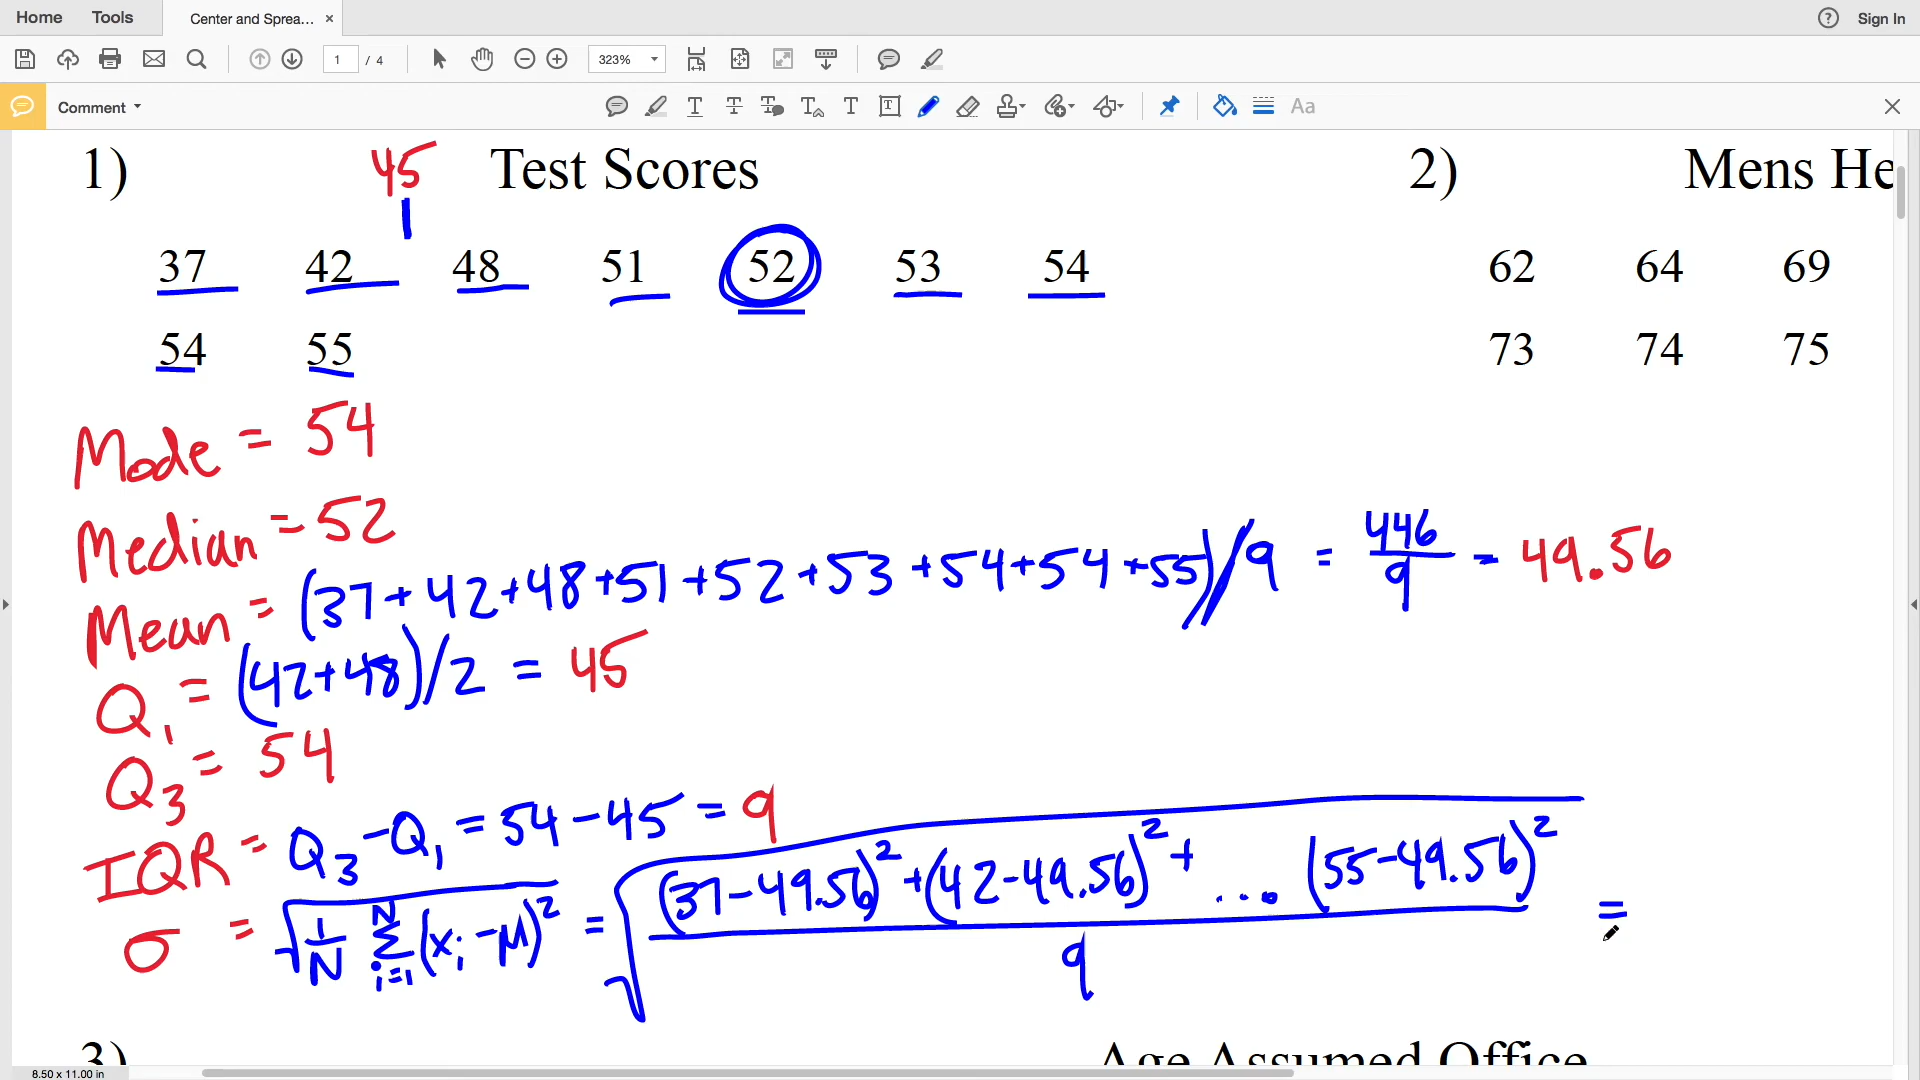 Home Tools Center and Sprea... × Sign In
1 / 4 323%
Comment Aa
1) 45 Test Scores 2) Mens He
37 42 48 51 52 53 54 62 64 69
54 55 73 74 75
Mode = 54
Median = 52
Mean = (37+42+48+51+52+53+54+54+55)/9 = 446/9 = 49.56
Q1 = (42+48)/2 = 45
Q3 = 54
IQR = Q3 - Q1 = 54 - 45 = 9
σ = √(1/N Σ_{i=1}^{N} (xi - μ)²) = √(((37-49.56)² + (42-49.56)² + ... (55-49.56)²)/9) =
3) Age Assumed Office
8.50 x 11.00 in